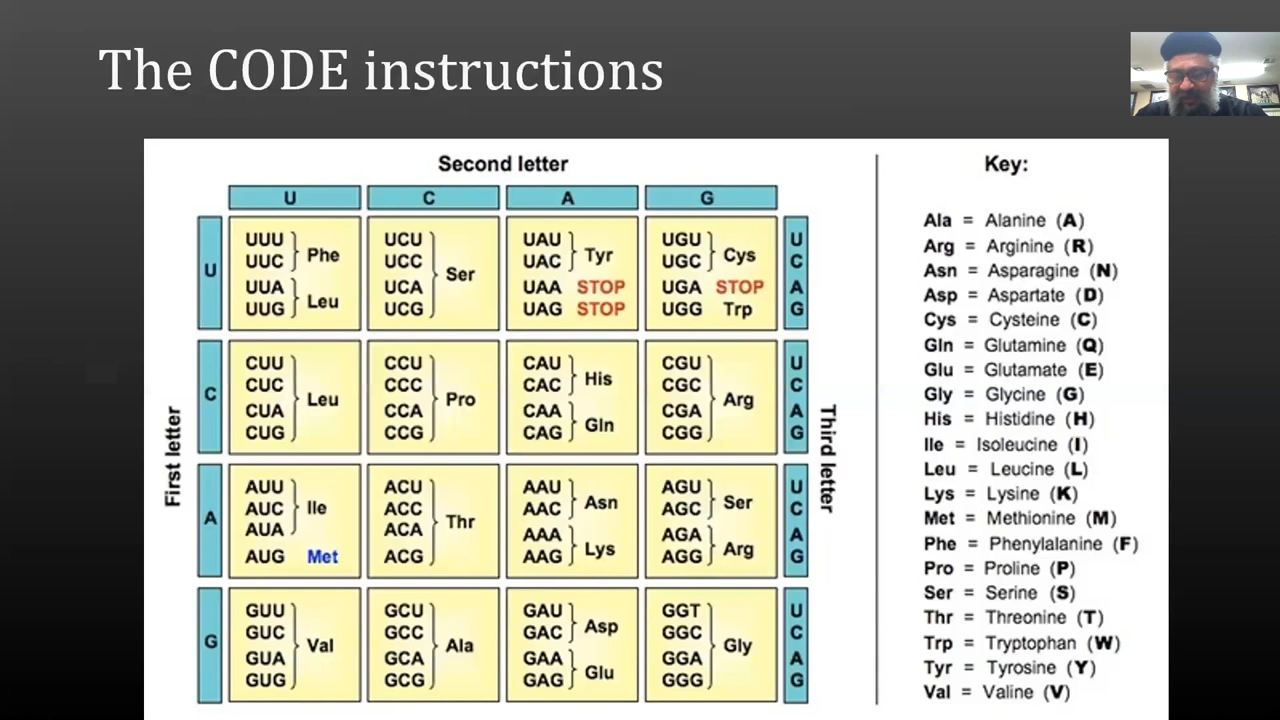 The CODE instructions
Second letter
U C A G
First letter
U
UUU
UUC
Phe
UUA
UUG
Leu
UCU
UCC
UCA
UCG
Ser
UAU
UAC
Tyr
UAA STOP
UAG STOP
UGU
UGC
Cys
UGA STOP
UGG Trp
U
C
A
G
C
CUU
CUC
CUA
CUG
Leu
CCU
CCC
CCA
CCG
Pro
CAU
CAC
His
CAA
CAG
Gln
CGU
CGC
CGA
CGG
Arg
U
C
A
G
A
AUU
AUC
AUA
Ile
AUG Met
ACU
ACC
ACA
ACG
Thr
AAU
AAC
Asn
AAA
AAG
Lys
AGU
AGC
Ser
AGA
AGG
Arg
U
C
A
G
G
GUU
GUC
GUA
GUG
Val
GCU
GCC
GCA
GCG
Ala
GAU
GAC
Asp
GAA
GAG
Glu
GGT
GGC
GGA
GGG
Gly
U
C
A
G
Third letter
Key:
Ala = Alanine (A)
Arg = Arginine (R)
Asn = Asparagine (N)
Asp = Aspartate (D)
Cys = Cysteine (C)
Gln = Glutamine (Q)
Glu = Glutamate (E)
Gly = Glycine (G)
His = Histidine (H)
Ile = Isoleucine (I)
Leu = Leucine (L)
Lys = Lysine (K)
Met = Methionine (M)
Phe = Phenylalanine (F)
Pro = Proline (P)
Ser = Serine (S)
Thr = Threonine (T)
Trp = Tryptophan (W)
Tyr = Tyrosine (Y)
Val = Valine (V)